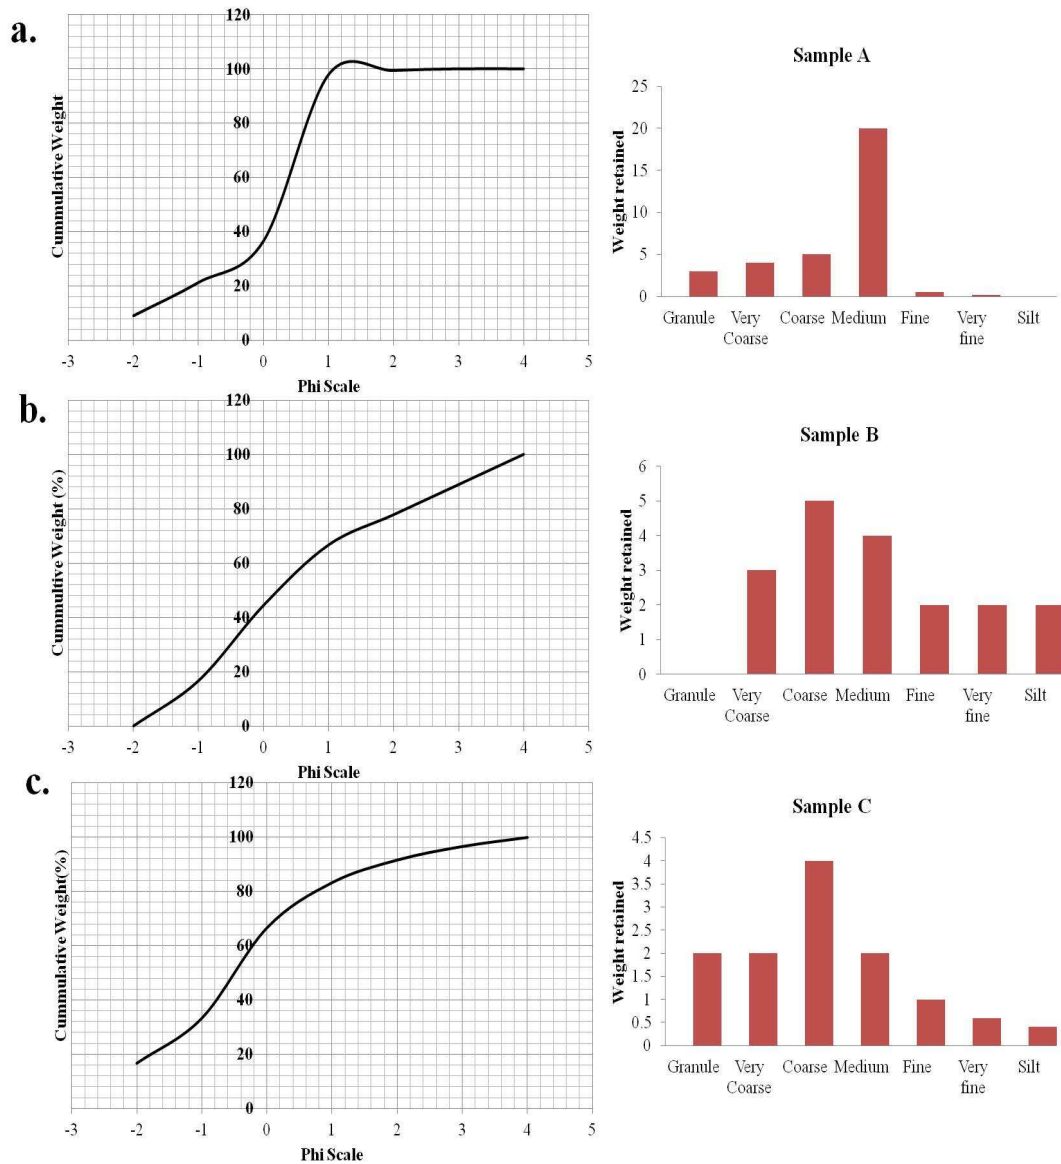 a.
Cummulative Weight
120
100
80
60
40
20
0
-3 -2 -1 0 1 2 3 4 5
Phi Scale
Sample A
Weight retained
25
20
15
10
5
0
Granule Very Coarse Coarse Medium Fine Very fine Silt
b.
Cummultive Weight (%)
120
100
80
60
40
20
0
-3 -2 -1 0 1 2 3 4 5
Phi Scale
Sample B
Weight retained
6
5
4
3
2
1
0
Granule Very Coarse Coarse Medium Fine Very fine Silt
c.
Cummulative Weight(%)
120
100
80
60
40
20
0
-3 -2 -1 0 1 2 3 4 5
Phi Scale
Sample C
Weight retained
4.5
4
3.5
3
2.5
2
1.5
1
0.5
0
Granule Very Coarse Coarse Medium Fine Very fine Silt